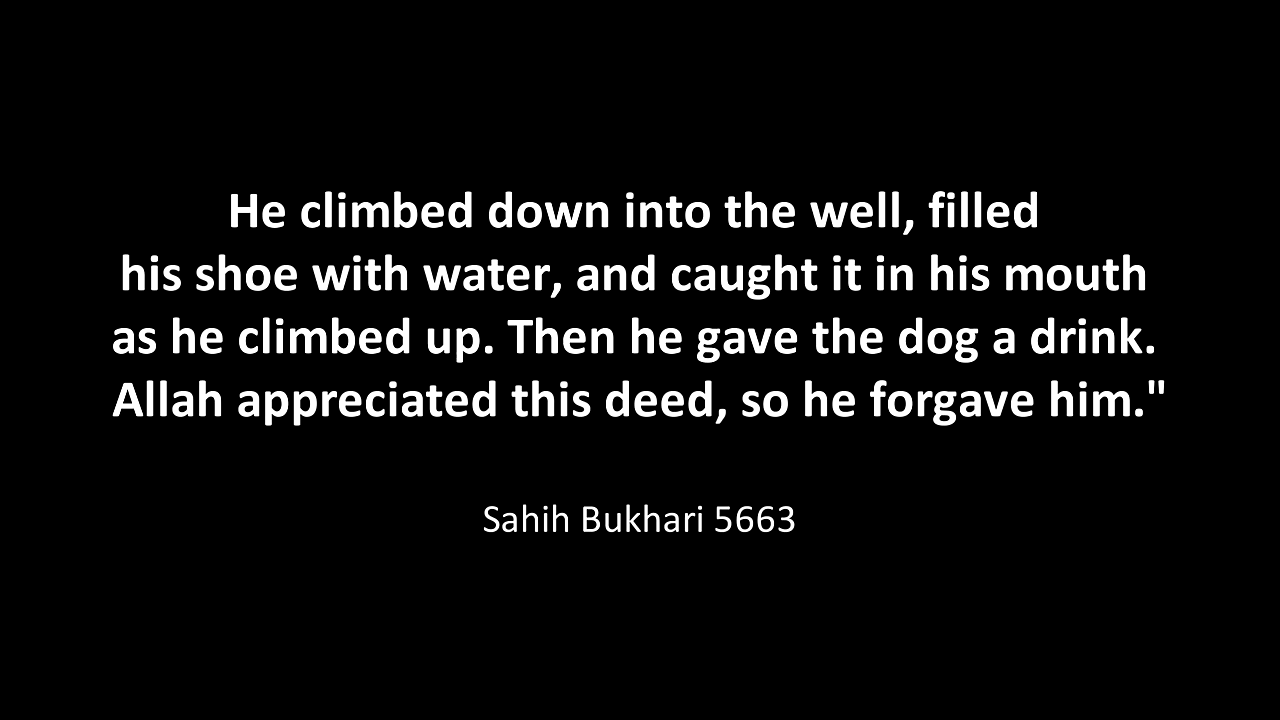 He climbed down into the well, filled
his shoe with water, and caught it in his mouth
as he climbed up. Then he gave the dog a drink.
Allah appreciated this deed, so he forgave him."
Sahih Bukhari 5663